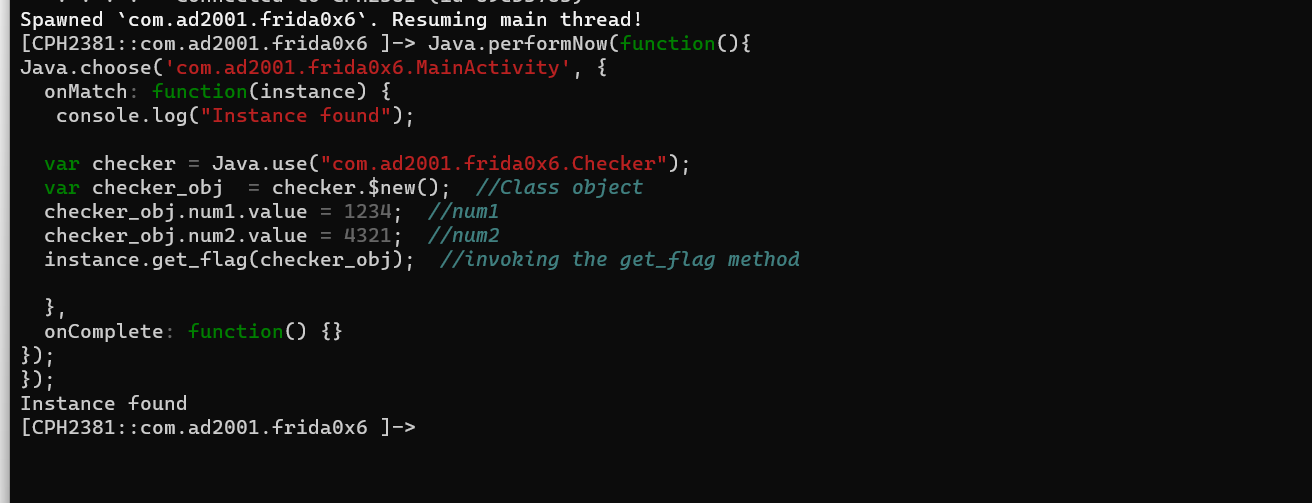 Spawned `com.ad2001.frida0x6`. Resuming main thread!
[CPH2381::com.ad2001.frida0x6 ]-> Java.performNow(function(){
Java.choose('com.ad2001.frida0x6.MainActivity', {
  onMatch: function(instance) {
   console.log("Instance found");
  var checker = Java.use("com.ad2001.frida0x6.Checker");
  var checker_obj  = checker.$new();  //Class object
  checker_obj.num1.value = 1234;  //num1
  checker_obj.num2.value = 4321;  //num2
  instance.get_flag(checker_obj);  //invoking the get_flag method
  },
  onComplete: function() {}
});
});
Instance found
[CPH2381::com.ad2001.frida0x6 ]->